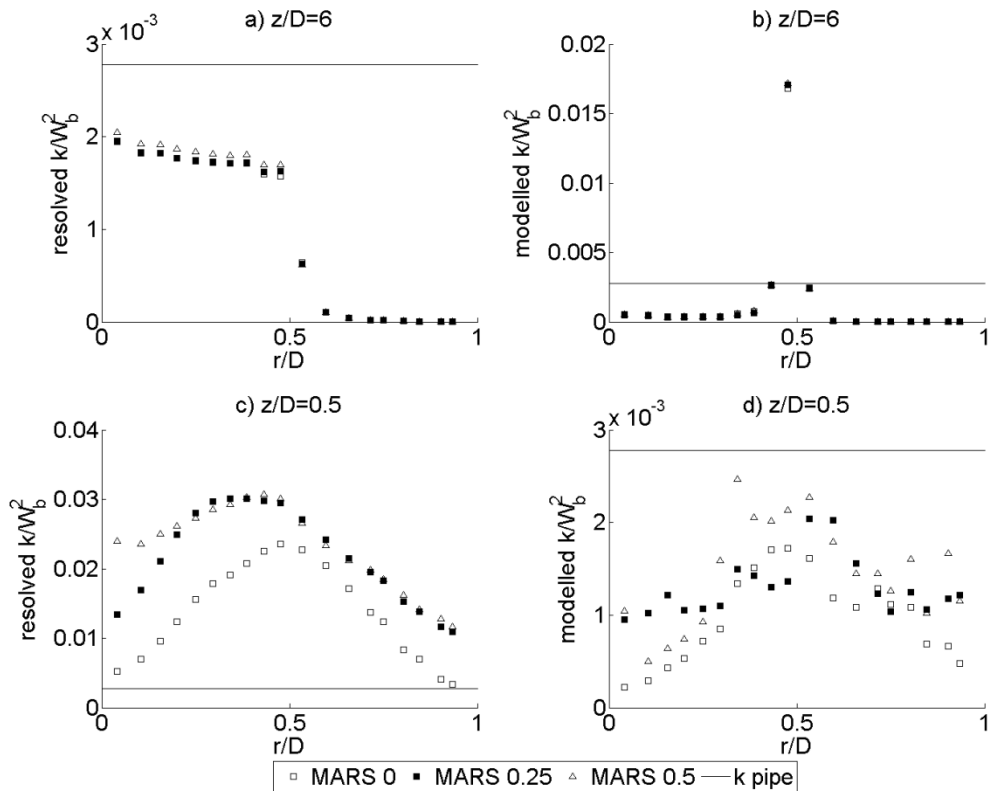 a) z/D=6
x 10⁻³
3
2
1
0
resolved k/W_b^2
0 0.5 1
r/D
b) z/D=6
0.02
0.015
0.01
0.005
0
modelled k/W_b^2
0 0.5 1
r/D
c) z/D=0.5
0.04
0.03
0.02
0.01
0
resolved k/W_b^2
0 0.5 1
r/D
d) z/D=0.5
x 10⁻³
3
2
1
0
modelled k/W_b^2
0 0.5 1
r/D
MARS 0 MARS 0.25 MARS 0.5 k pipe